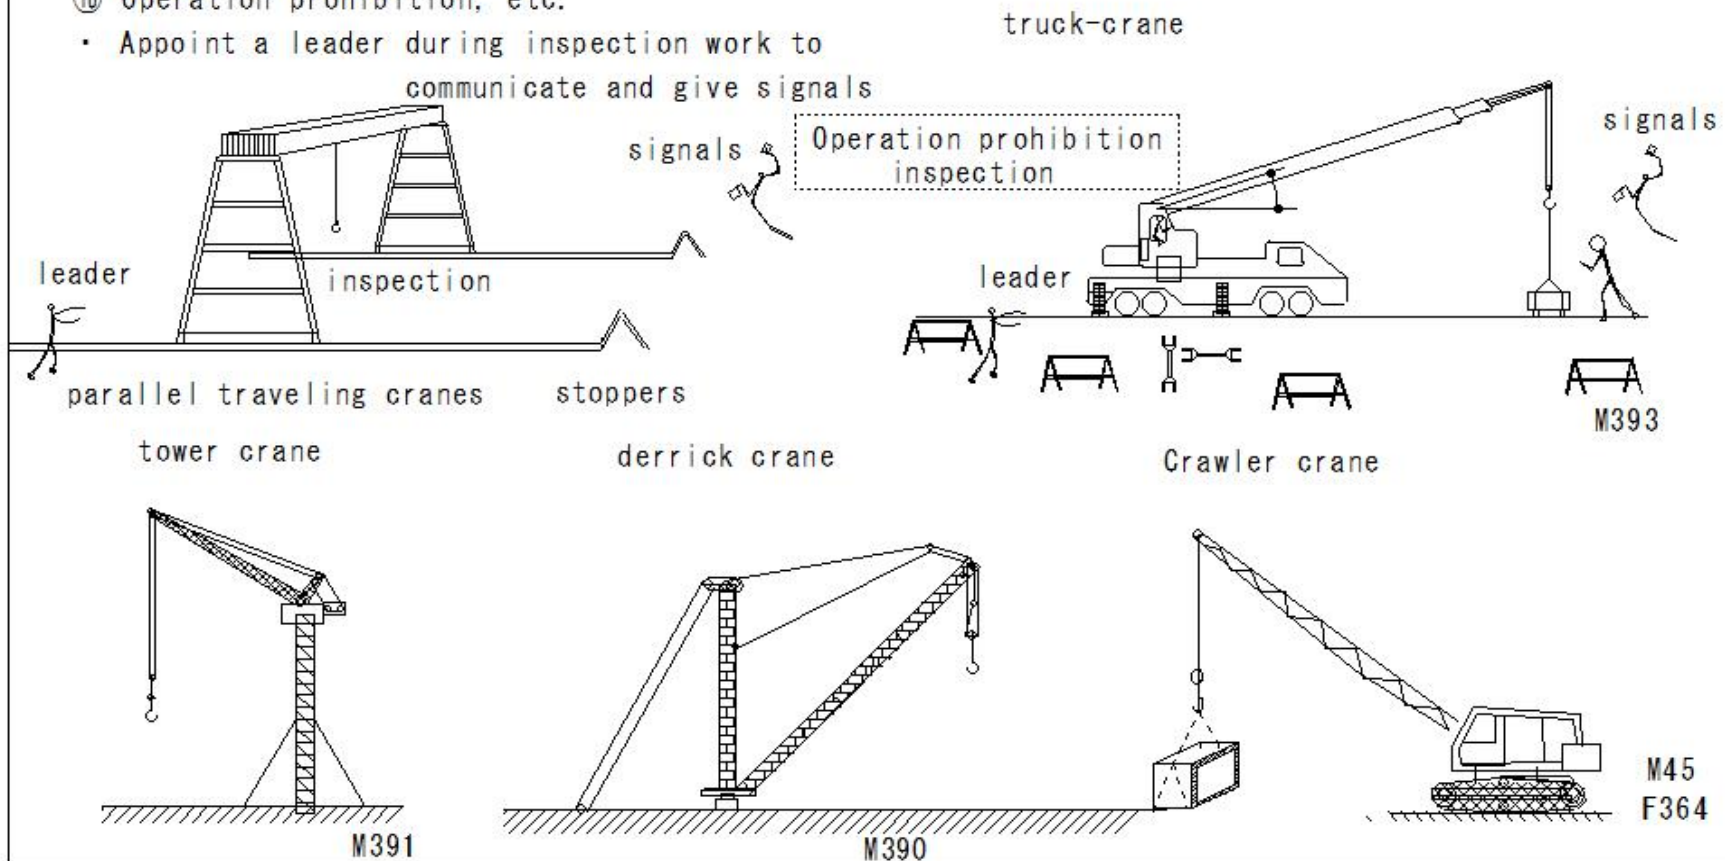 ⑩ Operation prohibition, etc.
・ Appoint a leader during inspection work to
communicate and give signals
truck-crane
signals
Operation prohibition
inspection
signals
leader
inspection
leader
parallel traveling cranes
stoppers
M393
tower crane
derrick crane
Crawler crane
M391
M390
M45
F364